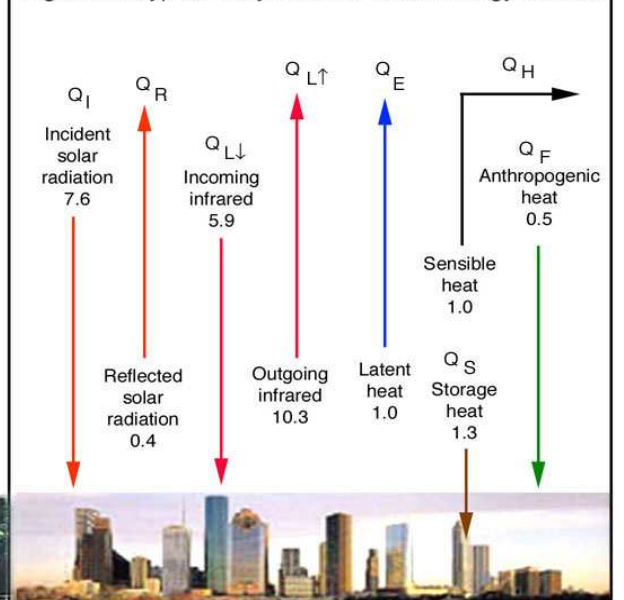 Q I
Incident
solar
radiation
7.6
Q R
Reflected
solar
radiation
0.4
Q L↓
Incoming
infrared
5.9
Q L↑
Outgoing
infrared
10.3
Q E
Latent
heat
1.0
Q H
Sensible
heat
1.0
Q S
Storage
heat
1.3
Q F
Anthropogenic
heat
0.5